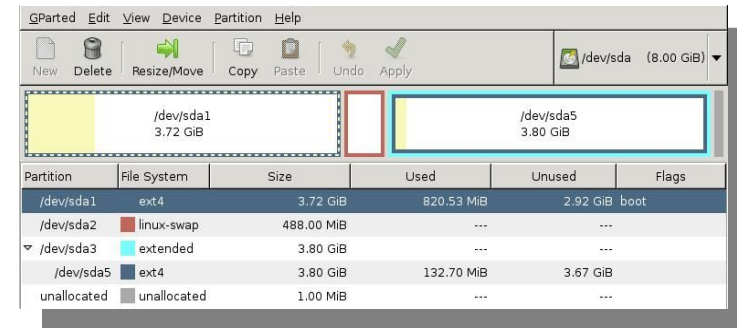 GParted Edit View Device Partition Help
New Delete Resize/Move Copy Paste Undo Apply /dev/sda (8.00 GiB)
/dev/sda1 /dev/sda5
3.72 GiB 3.80 GiB
Partition File System Size Used Unused Flags
/dev/sda1 ext4 3.72 GiB 820.53 MiB 2.92 GiB boot
/dev/sda2 linux-swap 488.00 MiB --- ---
/dev/sda3 extended 3.80 GiB --- ---
/dev/sda5 ext4 3.80 GiB 132.70 MiB 3.67 GiB
unallocated unallocated 1.00 MiB --- ---